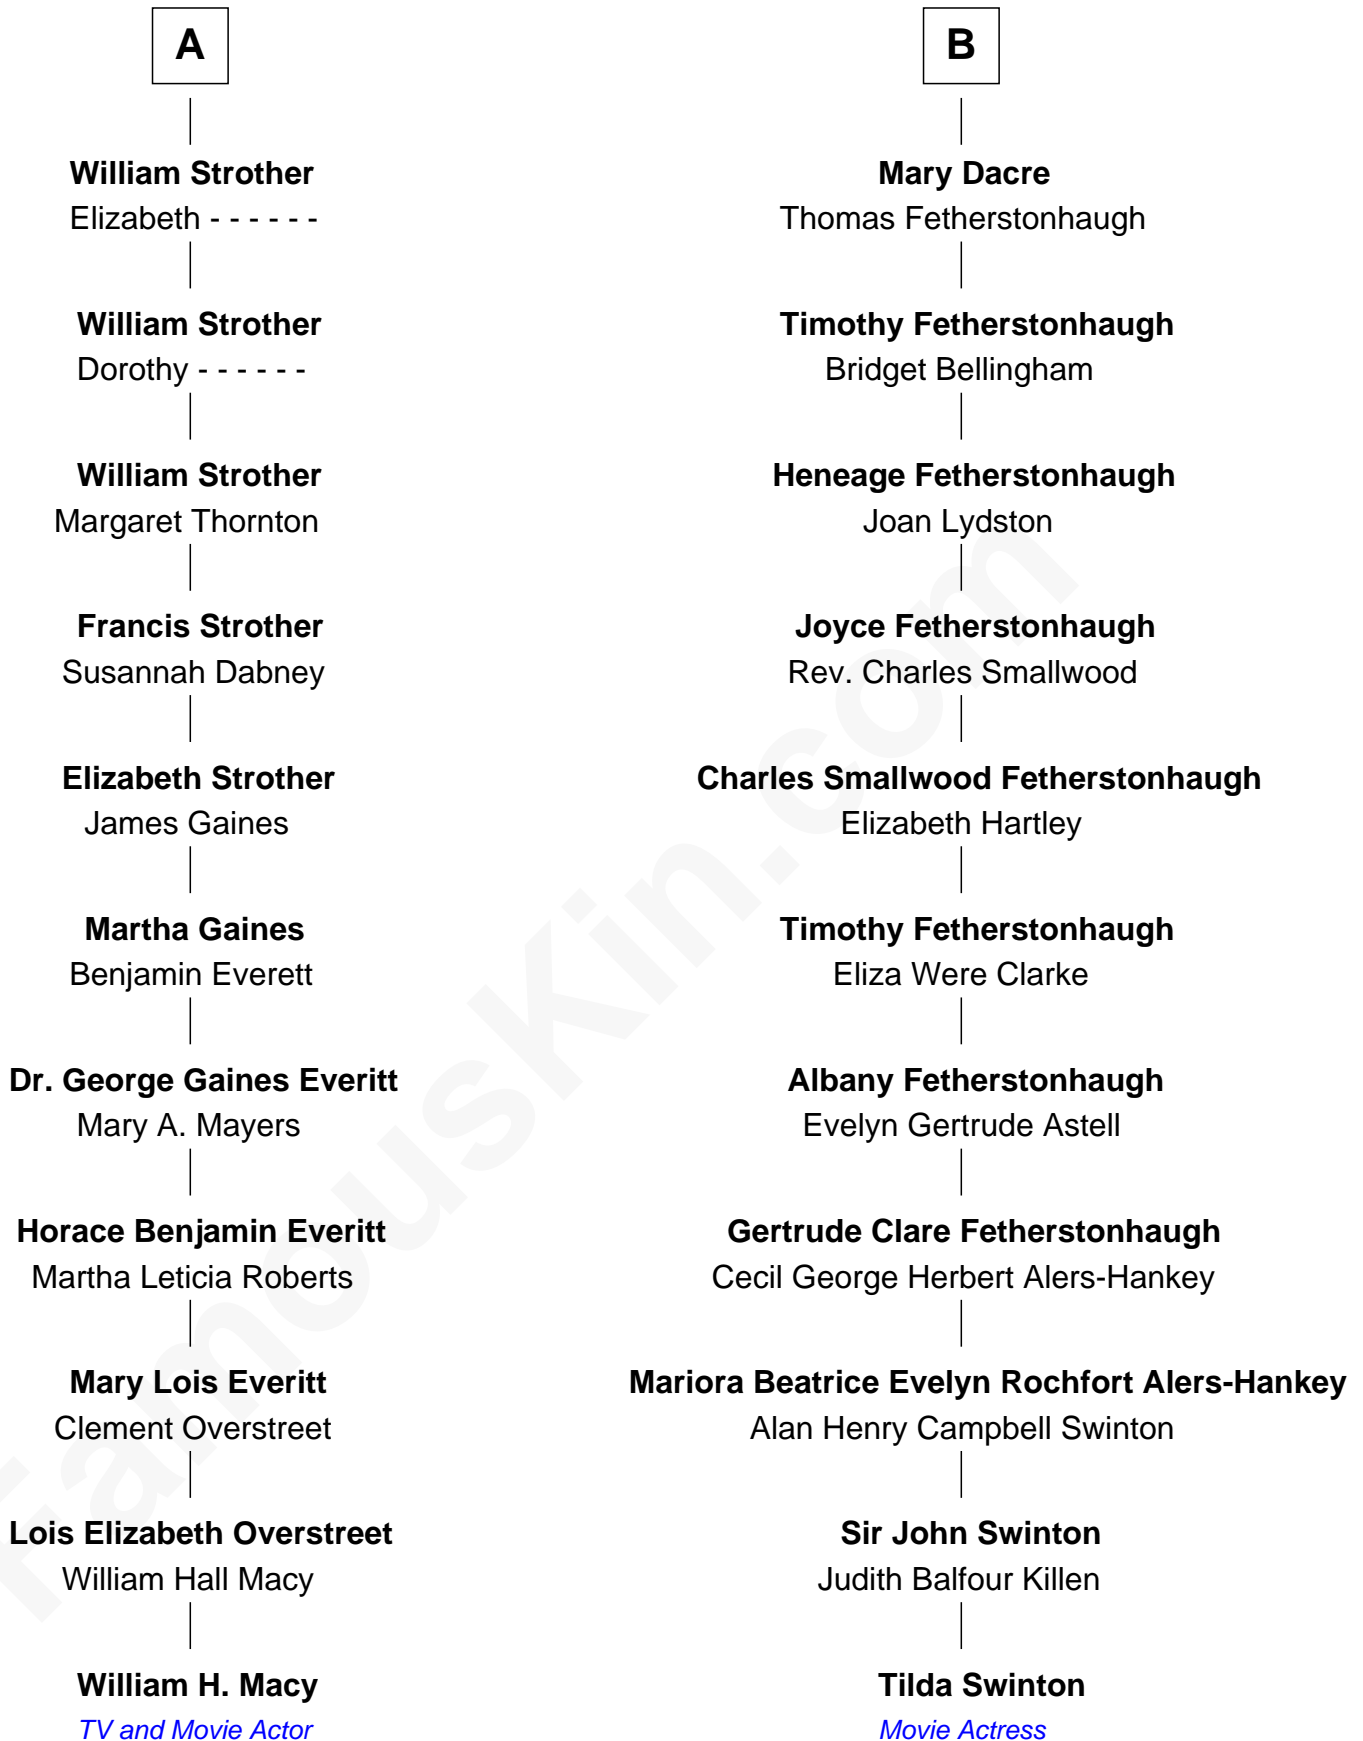 A
William Strother
Elizabeth - - - - - -
William Strother
Dorothy - - - - - -
William Strother
Margaret Thornton
Francis Strother
Susannah Dabney
Elizabeth Strother
James Gaines
Martha Gaines
Benjamin Everett
Dr. George Gaines Everitt
Mary A. Mayers
Horace Benjamin Everitt
Martha Leticia Roberts
Mary Lois Everitt
Clement Overstreet
Lois Elizabeth Overstreet
William Hall Macy
William H. Macy
TV and Movie Actor
B
Mary Dacre
Thomas Fetherstonhaugh
Timothy Fetherstonhaugh
Bridget Bellingham
Heneage Fetherstonhaugh
Joan Lydston
Joyce Fetherstonhaugh
Rev. Charles Smallwood
Charles Smallwood Fetherstonhaugh
Elizabeth Hartley
Timothy Fetherstonhaugh
Eliza Were Clarke
Albany Fetherstonhaugh
Evelyn Gertrude Astell
Gertrude Clare Fetherstonhaugh
Cecil George Herbert Alers-Hankey
Mariora Beatrice Evelyn Rochfort Alers-Hankey
Alan Henry Campbell Swinton
Sir John Swinton
Judith Balfour Killen
Tilda Swinton
Movie Actress
FamousKin.com